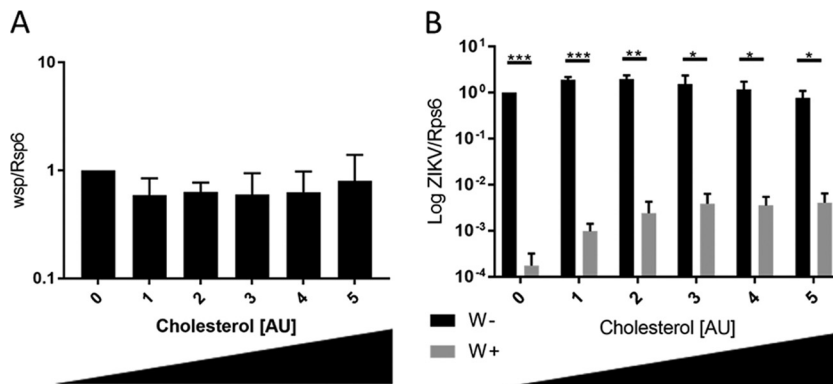 A
wsp/Rsp6
10
1
0.1
0 1 2 3 4 5
Cholesterol [AU]
B
Log ZIKV/Rps6
10¹
10⁰
10⁻¹
10⁻²
10⁻³
10⁻⁴
*** *** ** * * *
0 1 2 3 4 5
Cholesterol [AU]
W-
W+